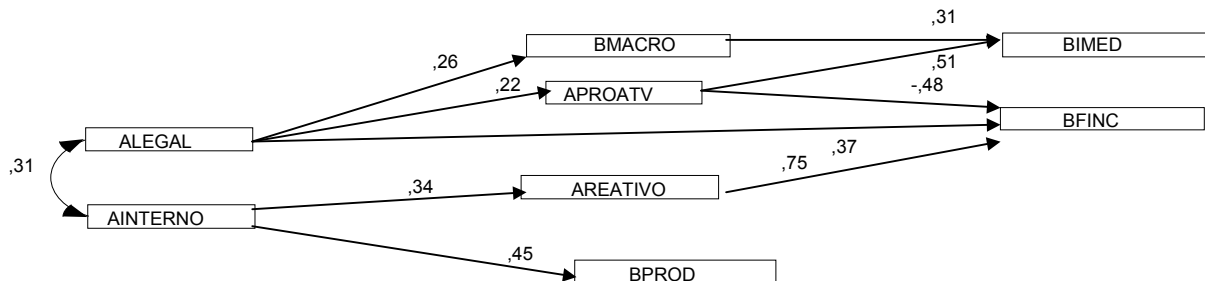 ,31
BMACRO
BIMED
,26
,51
,22
APROATV
-,48
BFINC
ALEGAL
,31
,37
,75
,34
AREATIVO
AINTERNO
,45
BPROD